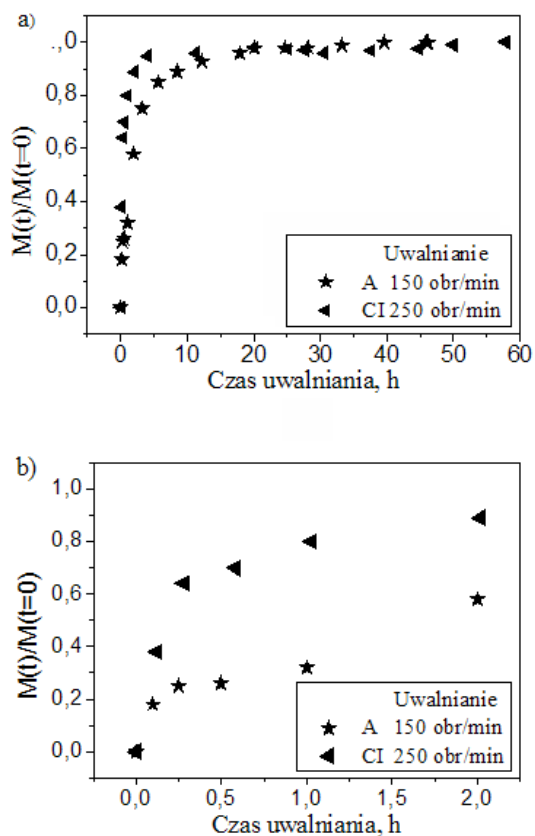 a)
.,0
0,8
0,6
0,4
0,2
0,0
M(t)/M(t=0)
Uwalnianie
A 150 obr/min
CI 250 obr/min
0 10 20 30 40 50 60
Czas uwalniania, h
b)
1,0
0,8
0,6
0,4
0,2
0,0
M(t)/M(t=0)
Uwalnianie
A 150 obr/min
CI 250 obr/min
0,0 0,5 1,0 1,5 2,0
Czas uwalniania, h